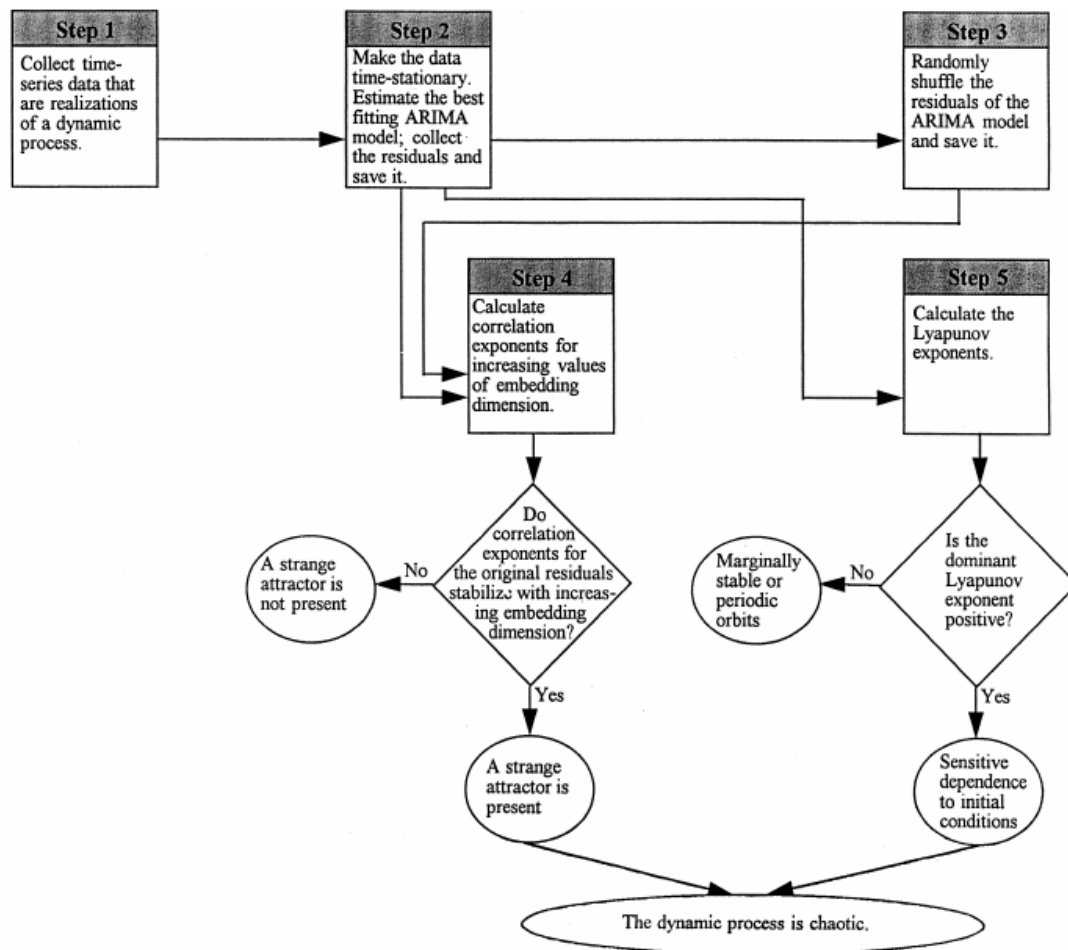 Step 1
Collect time-
series data that
are realizations
of a dynamic
process.
Step 2
Make the data
time-stationary.
Estimate the best
fitting ARIMA
model; collect
the residuals and
save it.
Step 3
Randomly
shuffle the
residuals of the
ARIMA model
and save it.
Step 4
Calculate
correlation
exponents for
increasing values
of embedding
dimension.
Step 5
Calculate the
Lyapunov
exponents.
Do
correlation
exponents for
the original residuals
stabilize with increas-
ing embedding
dimension?
No
A strange
attractor is
not present
Yes
A strange
attractor is
present
Is the
dominant
Lyapunov
exponent
positive?
No
Marginally
stable or
periodic
orbits
Yes
Sensitive
dependence
to initial
conditions
The dynamic process is chaotic.